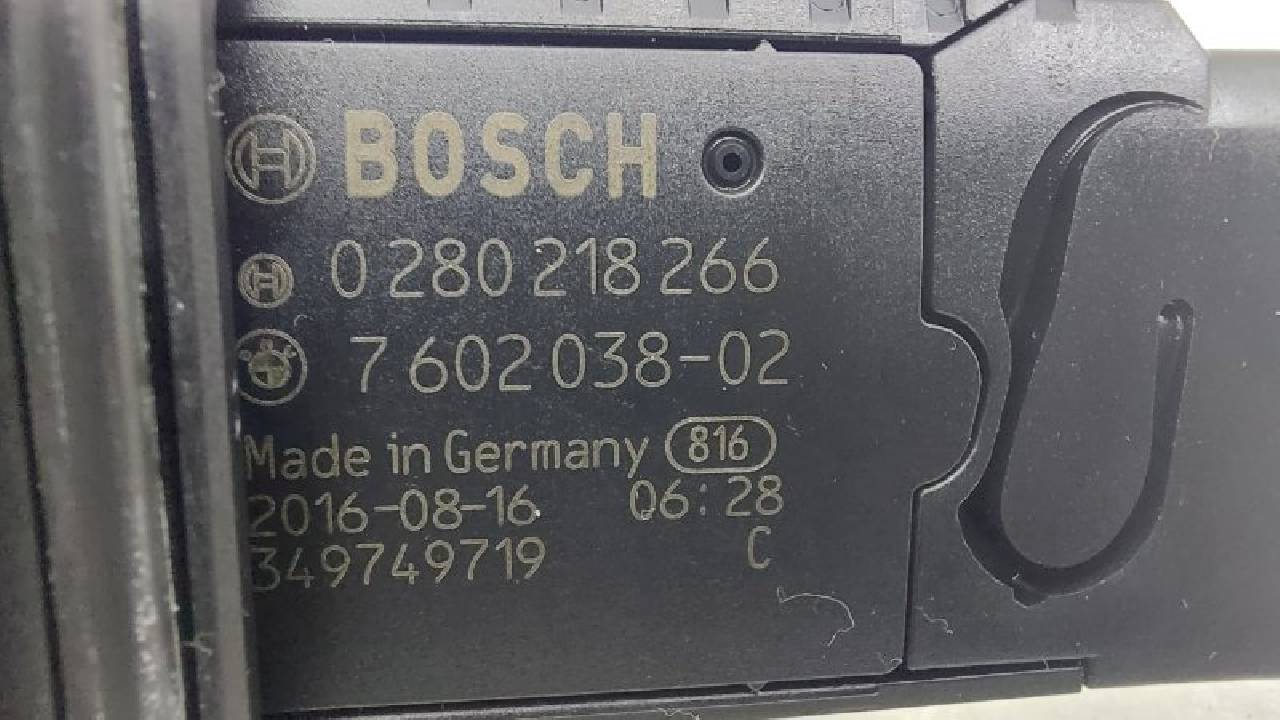 BOSCH
0 280 218 266
7 602 038-02
Made in Germany 816
2016-08-16 06:28
349749719 C